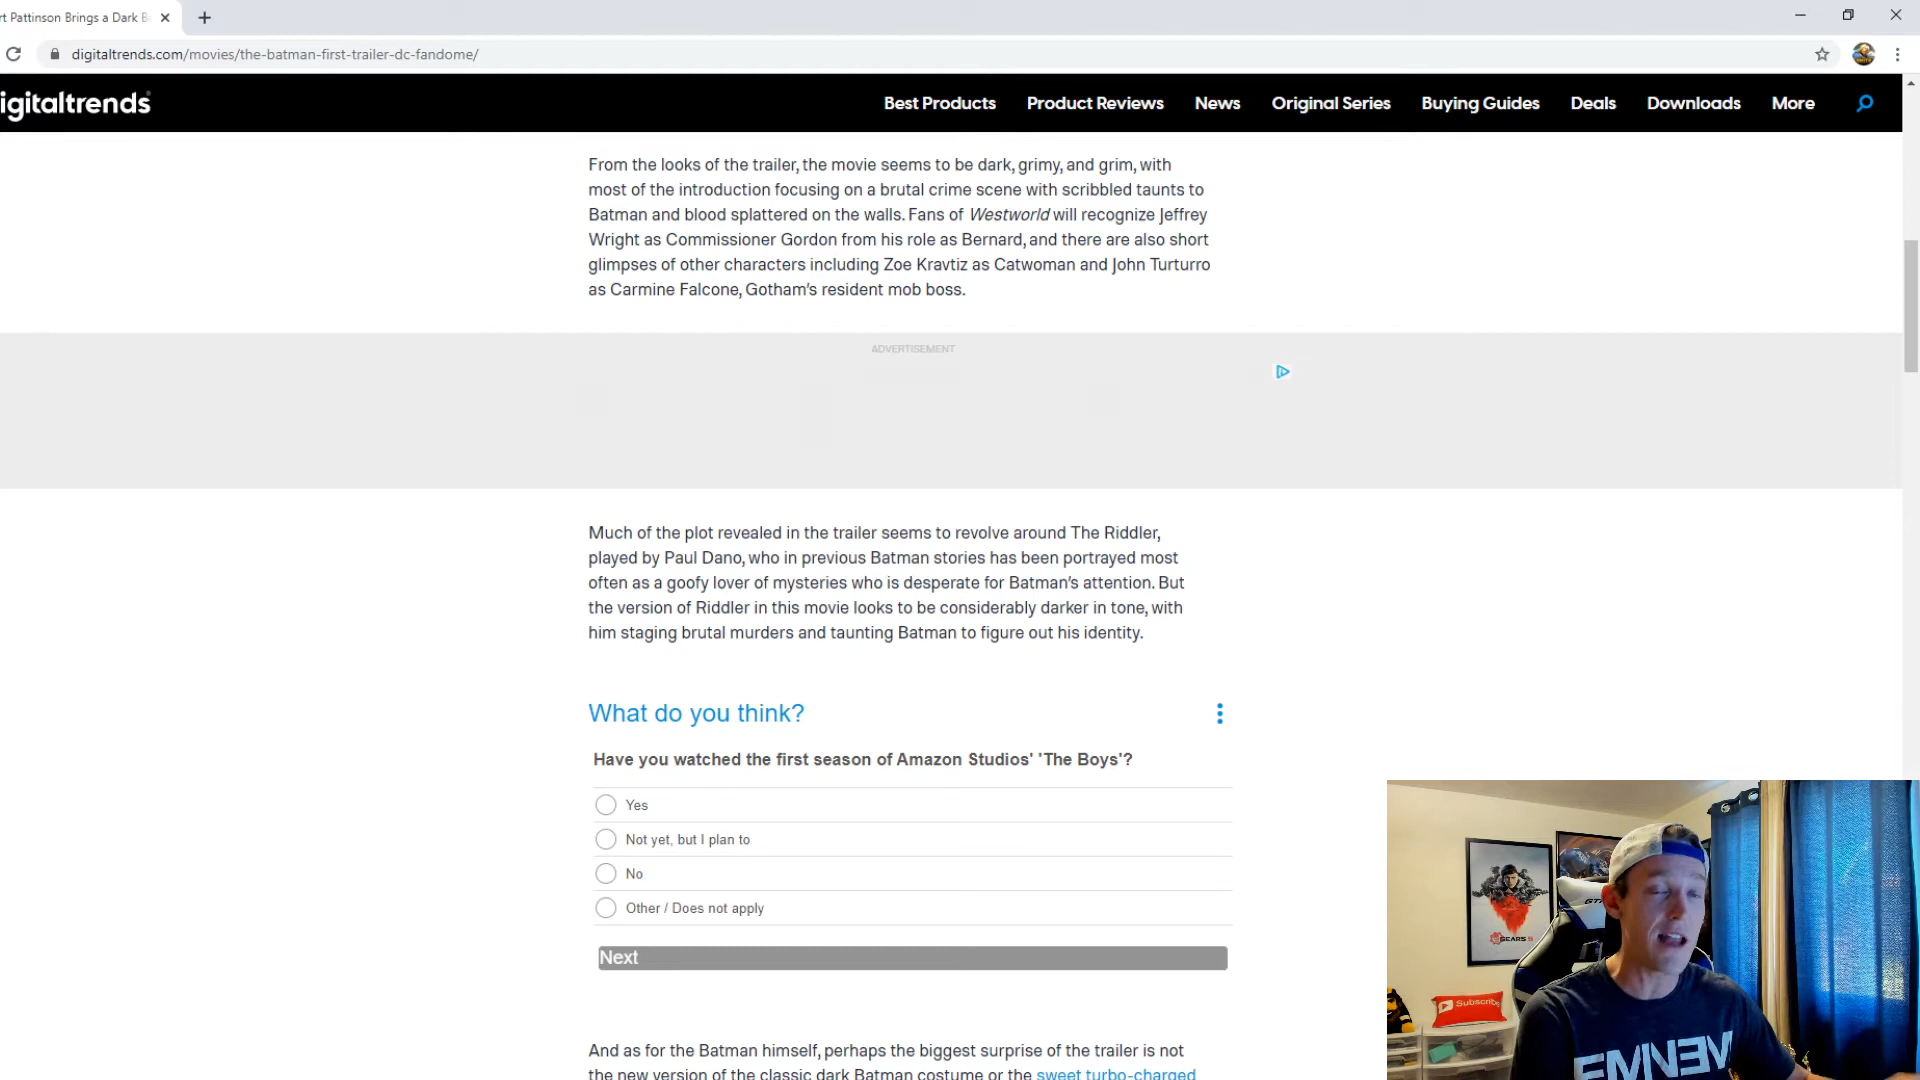 rt Pattinson Brings a Dark B
digitaltrends.com/movies/the-batman-first-trailer-dc-fandome/
igitaltrends
Best Products Product Reviews News Original Series Buying Guides Deals Downloads More
From the looks of the trailer, the movie seems to be dark, grimy, and grim, with
most of the introduction focusing on a brutal crime scene with scribbled taunts to
Batman and blood splattered on the walls. Fans of Westworld will recognize Jeffrey
Wright as Commissioner Gordon from his role as Bernard, and there are also short
glimpses of other characters including Zoe Kravtiz as Catwoman and John Turturro
as Carmine Falcone, Gotham's resident mob boss.
ADVERTISEMENT
Much of the plot revealed in the trailer seems to revolve around The Riddler,
played by Paul Dano, who in previous Batman stories has been portrayed most
often as a goofy lover of mysteries who is desperate for Batman's attention. But
the version of Riddler in this movie looks to be considerably darker in tone, with
him staging brutal murders and taunting Batman to figure out his identity.
What do you think?
Have you watched the first season of Amazon Studios' 'The Boys'?
Yes
Not yet, but I plan to
No
Other / Does not apply
Next
And as for the Batman himself, perhaps the biggest surprise of the trailer is not
the new version of the classic dark Batman costume or the sweet turbo-charged
GEARS 5
Subscribe
EMINEM